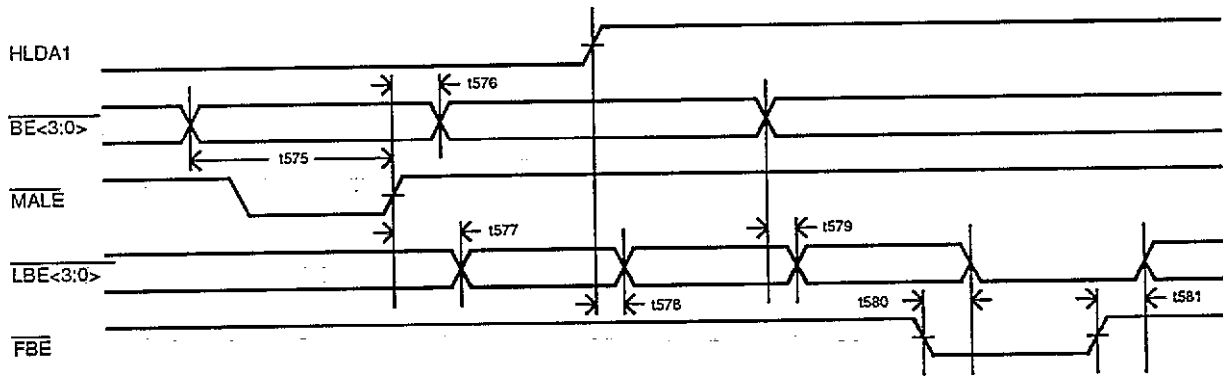 HLDA1
t576
BE<3:0>
t575
MALE
t577
t579
LBE<3:0>
t578
t580
t581
FBE